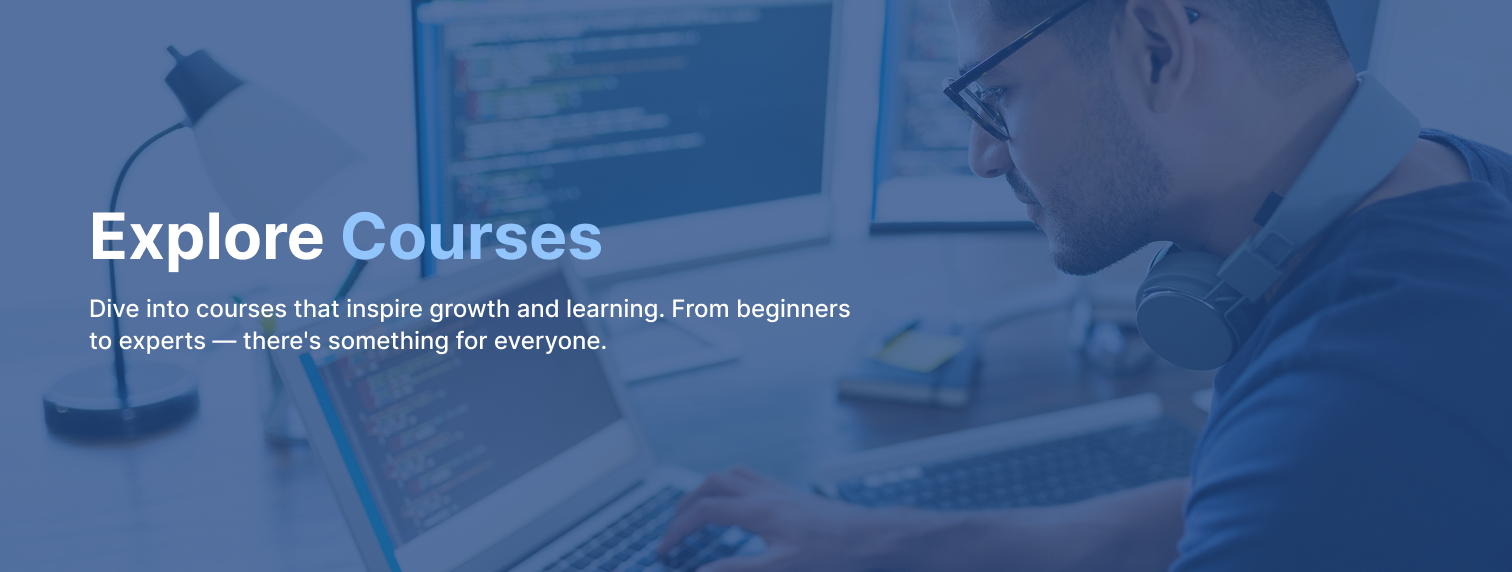 Explore Courses
Dive into courses that inspire growth and learning. From beginners
to experts — there's something for everyone.